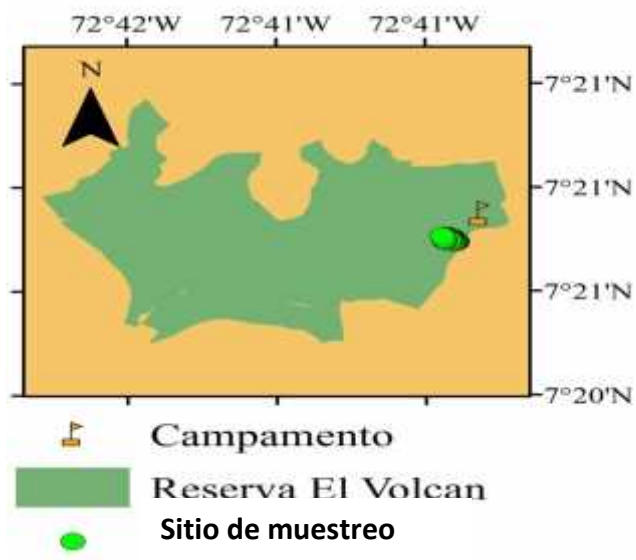 72°42'W 72°41'W 72°41'W
N
7°21'N
7°21'N
7°21'N
7°20'N
Campamento
Reserva El Volcan
Sitio de muestreo